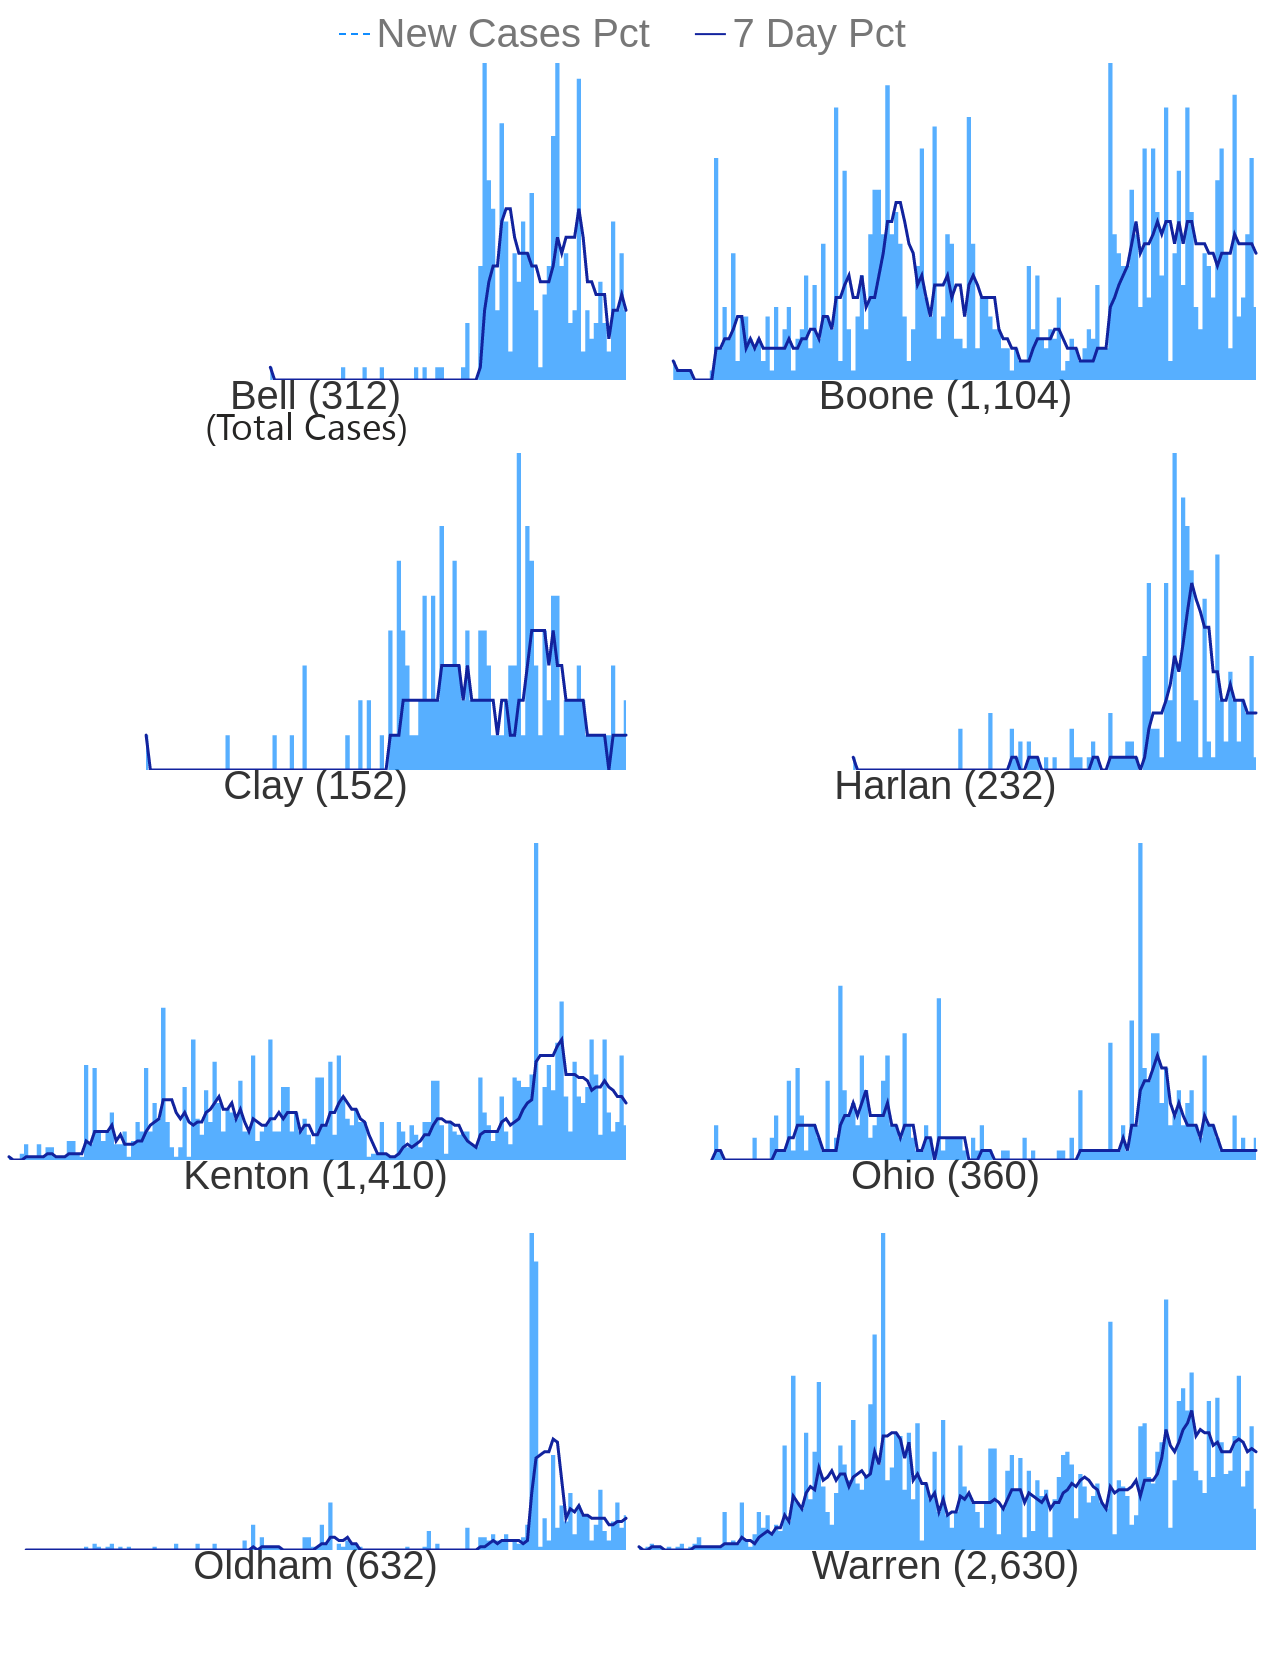 New Cases Pct 7 Day Pct
Bell (312)
(Total Cases)
Boone (1,104)
Clay (152)
Harlan (232)
Kenton (1,410)
Ohio (360)
Oldham (632)
Warren (2,630)